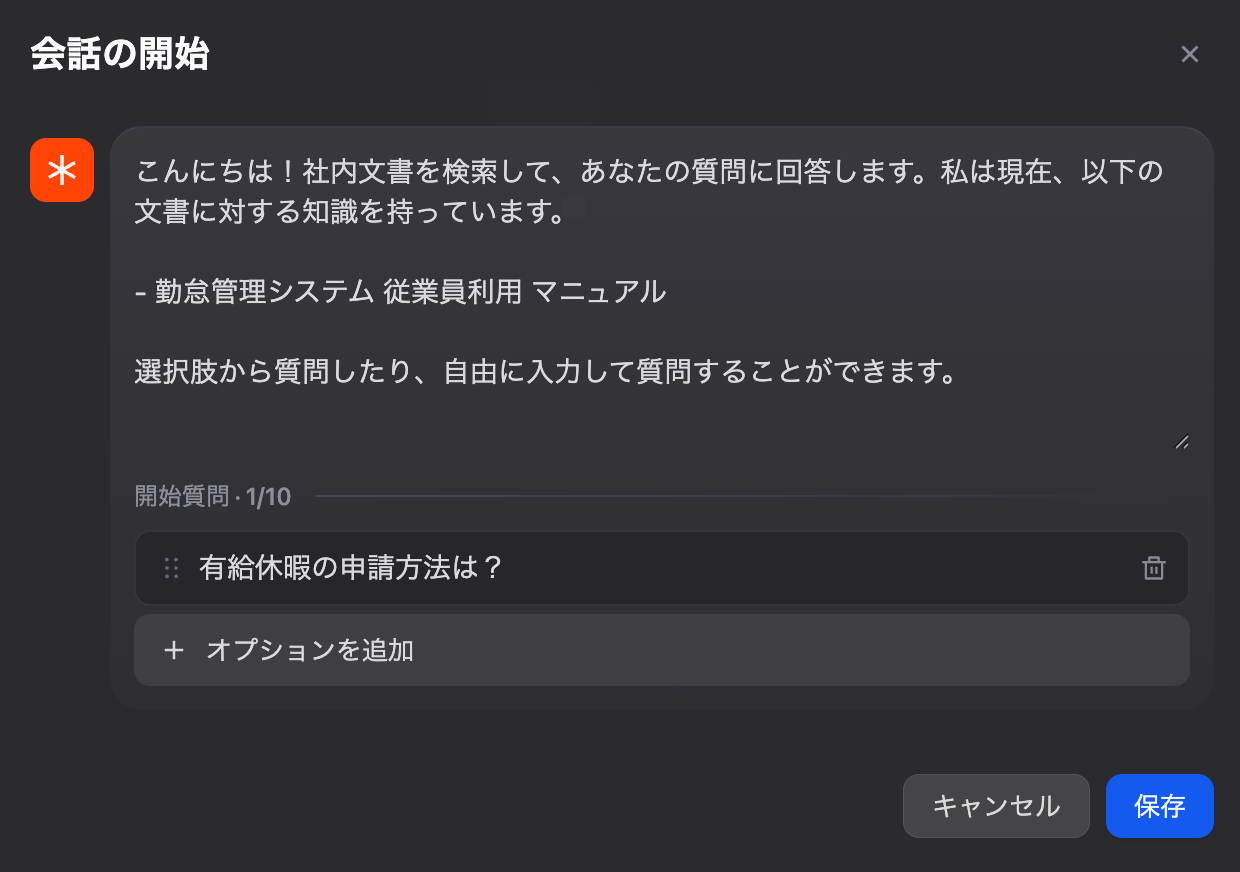 会話の開始
こんにちは！社内文書を検索して、あなたの質問に回答します。私は現在、以下の
文書に対する知識を持っています。
- 勤怠管理システム 従業員利用 マニュアル
選択肢から質問したり、自由に入力して質問することができます。
開始質問 · 1/10
有給休暇の申請方法は？
+ オプションを追加
キャンセル
保存